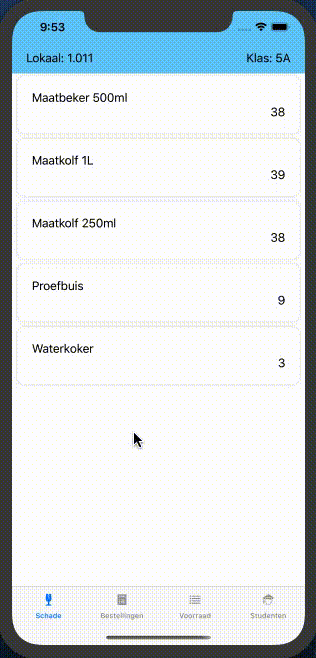 9:53
Lokaal: 1.011 Klas: 5A
Maatbeker 500ml
38
Maatkolf 1L
39
Maatkolf 250ml
38
Proefbuis
9
Waterkoker
3
Schade Bestellingen Voorraad Studenten